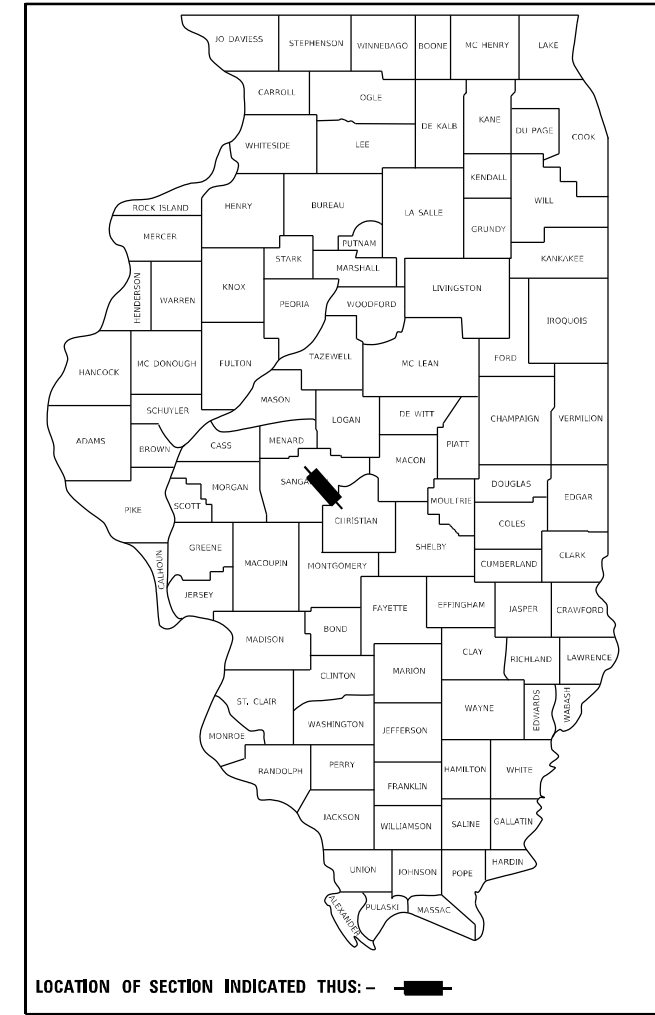 JO DAVIESS
STEPHENSON
WINNEBAGO
BOONE
MC HENRY
LAKE
CARROLL
OGLE
DE KALB
KANE
DU PAGE
COOK
WHITESIDE
LEE
KENDALL
WILL
ROCK ISLAND
HENRY
BUREAU
LA SALLE
GRUNDY
MERCER
PUTNAM
STARK
MARSHALL
KANKAKEE
HENDERSON
WARREN
KNOX
PEORIA
WOODFORD
LIVINGSTON
IROQUOIS
HANCOCK
MC DONOUGH
FULTON
TAZEWELL
MC LEAN
FORD
MASON
SCHUYLER
LOGAN
DE WITT
CHAMPAIGN
VERMILION
ADAMS
BROWN
CASS
MENARD
PIATT
MACON
PIKE
SCOTT
MORGAN
SANGA
CHRISTIAN
MOULTRIE
DOUGLAS
EDGAR
COLES
CALHOUN
GREENE
MACOUPIN
MONTGOMERY
SHELBY
CUMBERLAND
CLARK
JERSEY
FAYETTE
EFFINGHAM
JASPER
CRAWFORD
MADISON
BOND
CLAY
RICHLAND
LAWRENCE
CLINTON
MARION
ST. CLAIR
WAYNE
EDWARDS
WABASH
WASHINGTON
JEFFERSON
MONROE
RANDOLPH
PERRY
HAMILTON
WHITE
FRANKLIN
JACKSON
WILLIAMSON
SALINE
GALLATIN
UNION
JOHNSON
POPE
HARDIN
ALEXANDER
PULASKI
MASSAC
LOCATION OF SECTION INDICATED THUS: -